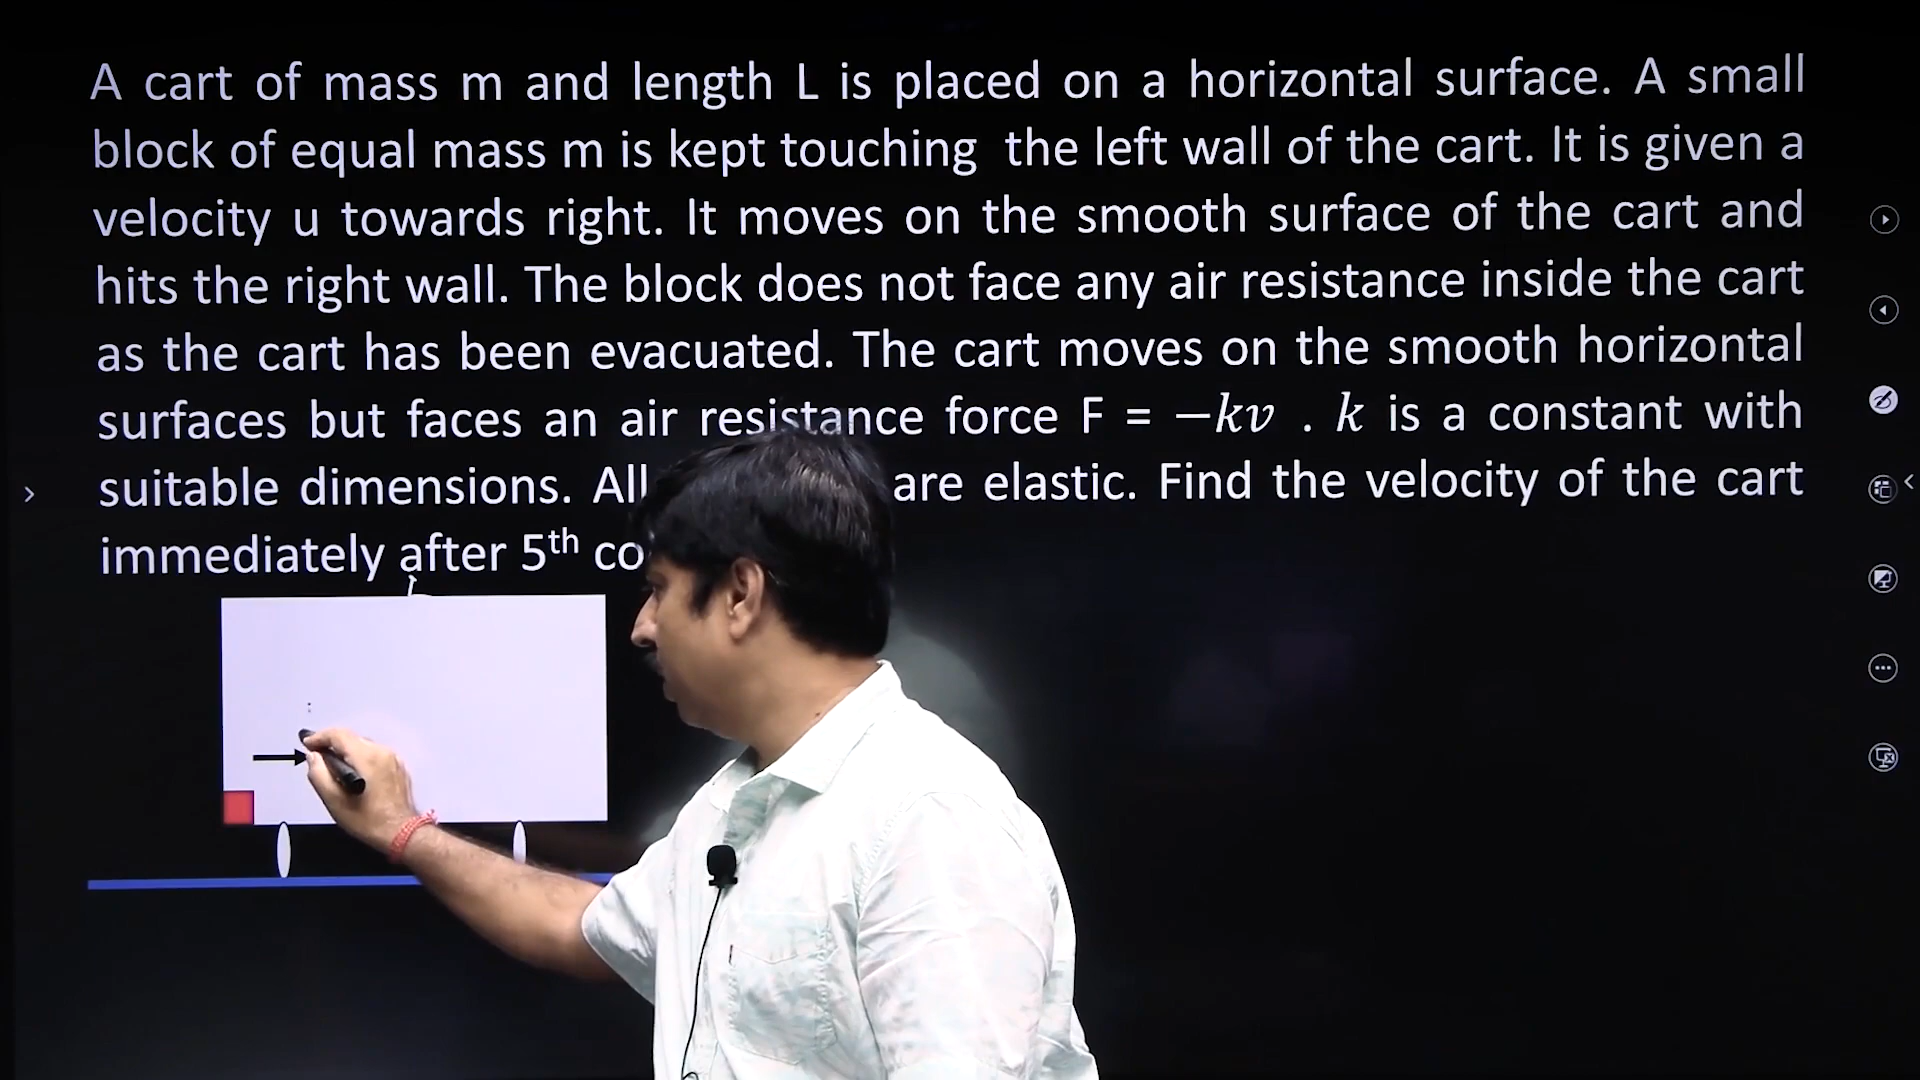 A cart of mass m and length L is placed on a horizontal surface. A small
block of equal mass m is kept touching the left wall of the cart. It is given a
velocity u towards right. It moves on the smooth surface of the cart and
hits the right wall. The block does not face any air resistance inside the cart
as the cart has been evacuated. The cart moves on the smooth horizontal
surfaces but faces an air resistance force F = −kv . k is a constant with
suitable dimensions. All are elastic. Find the velocity of the cart
immediately after 5th